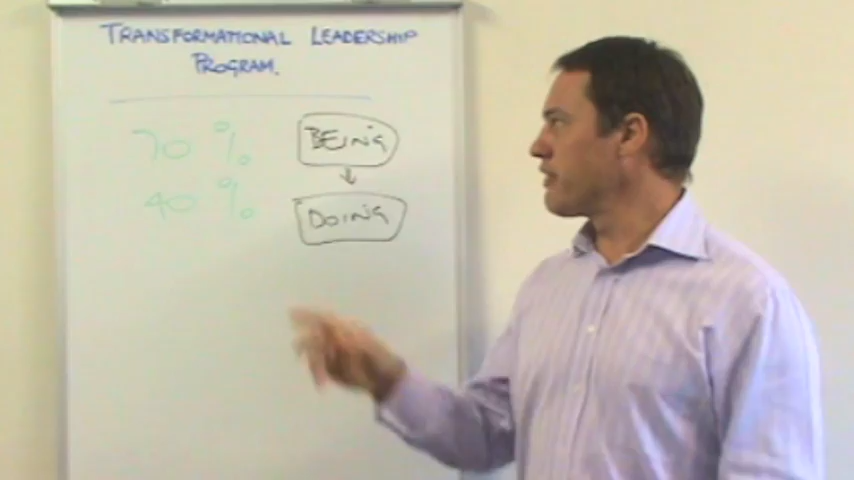 TRANSFORMATIONAL LEADERSHIP
PROGRAM.
70 % BEING
40 % DOING